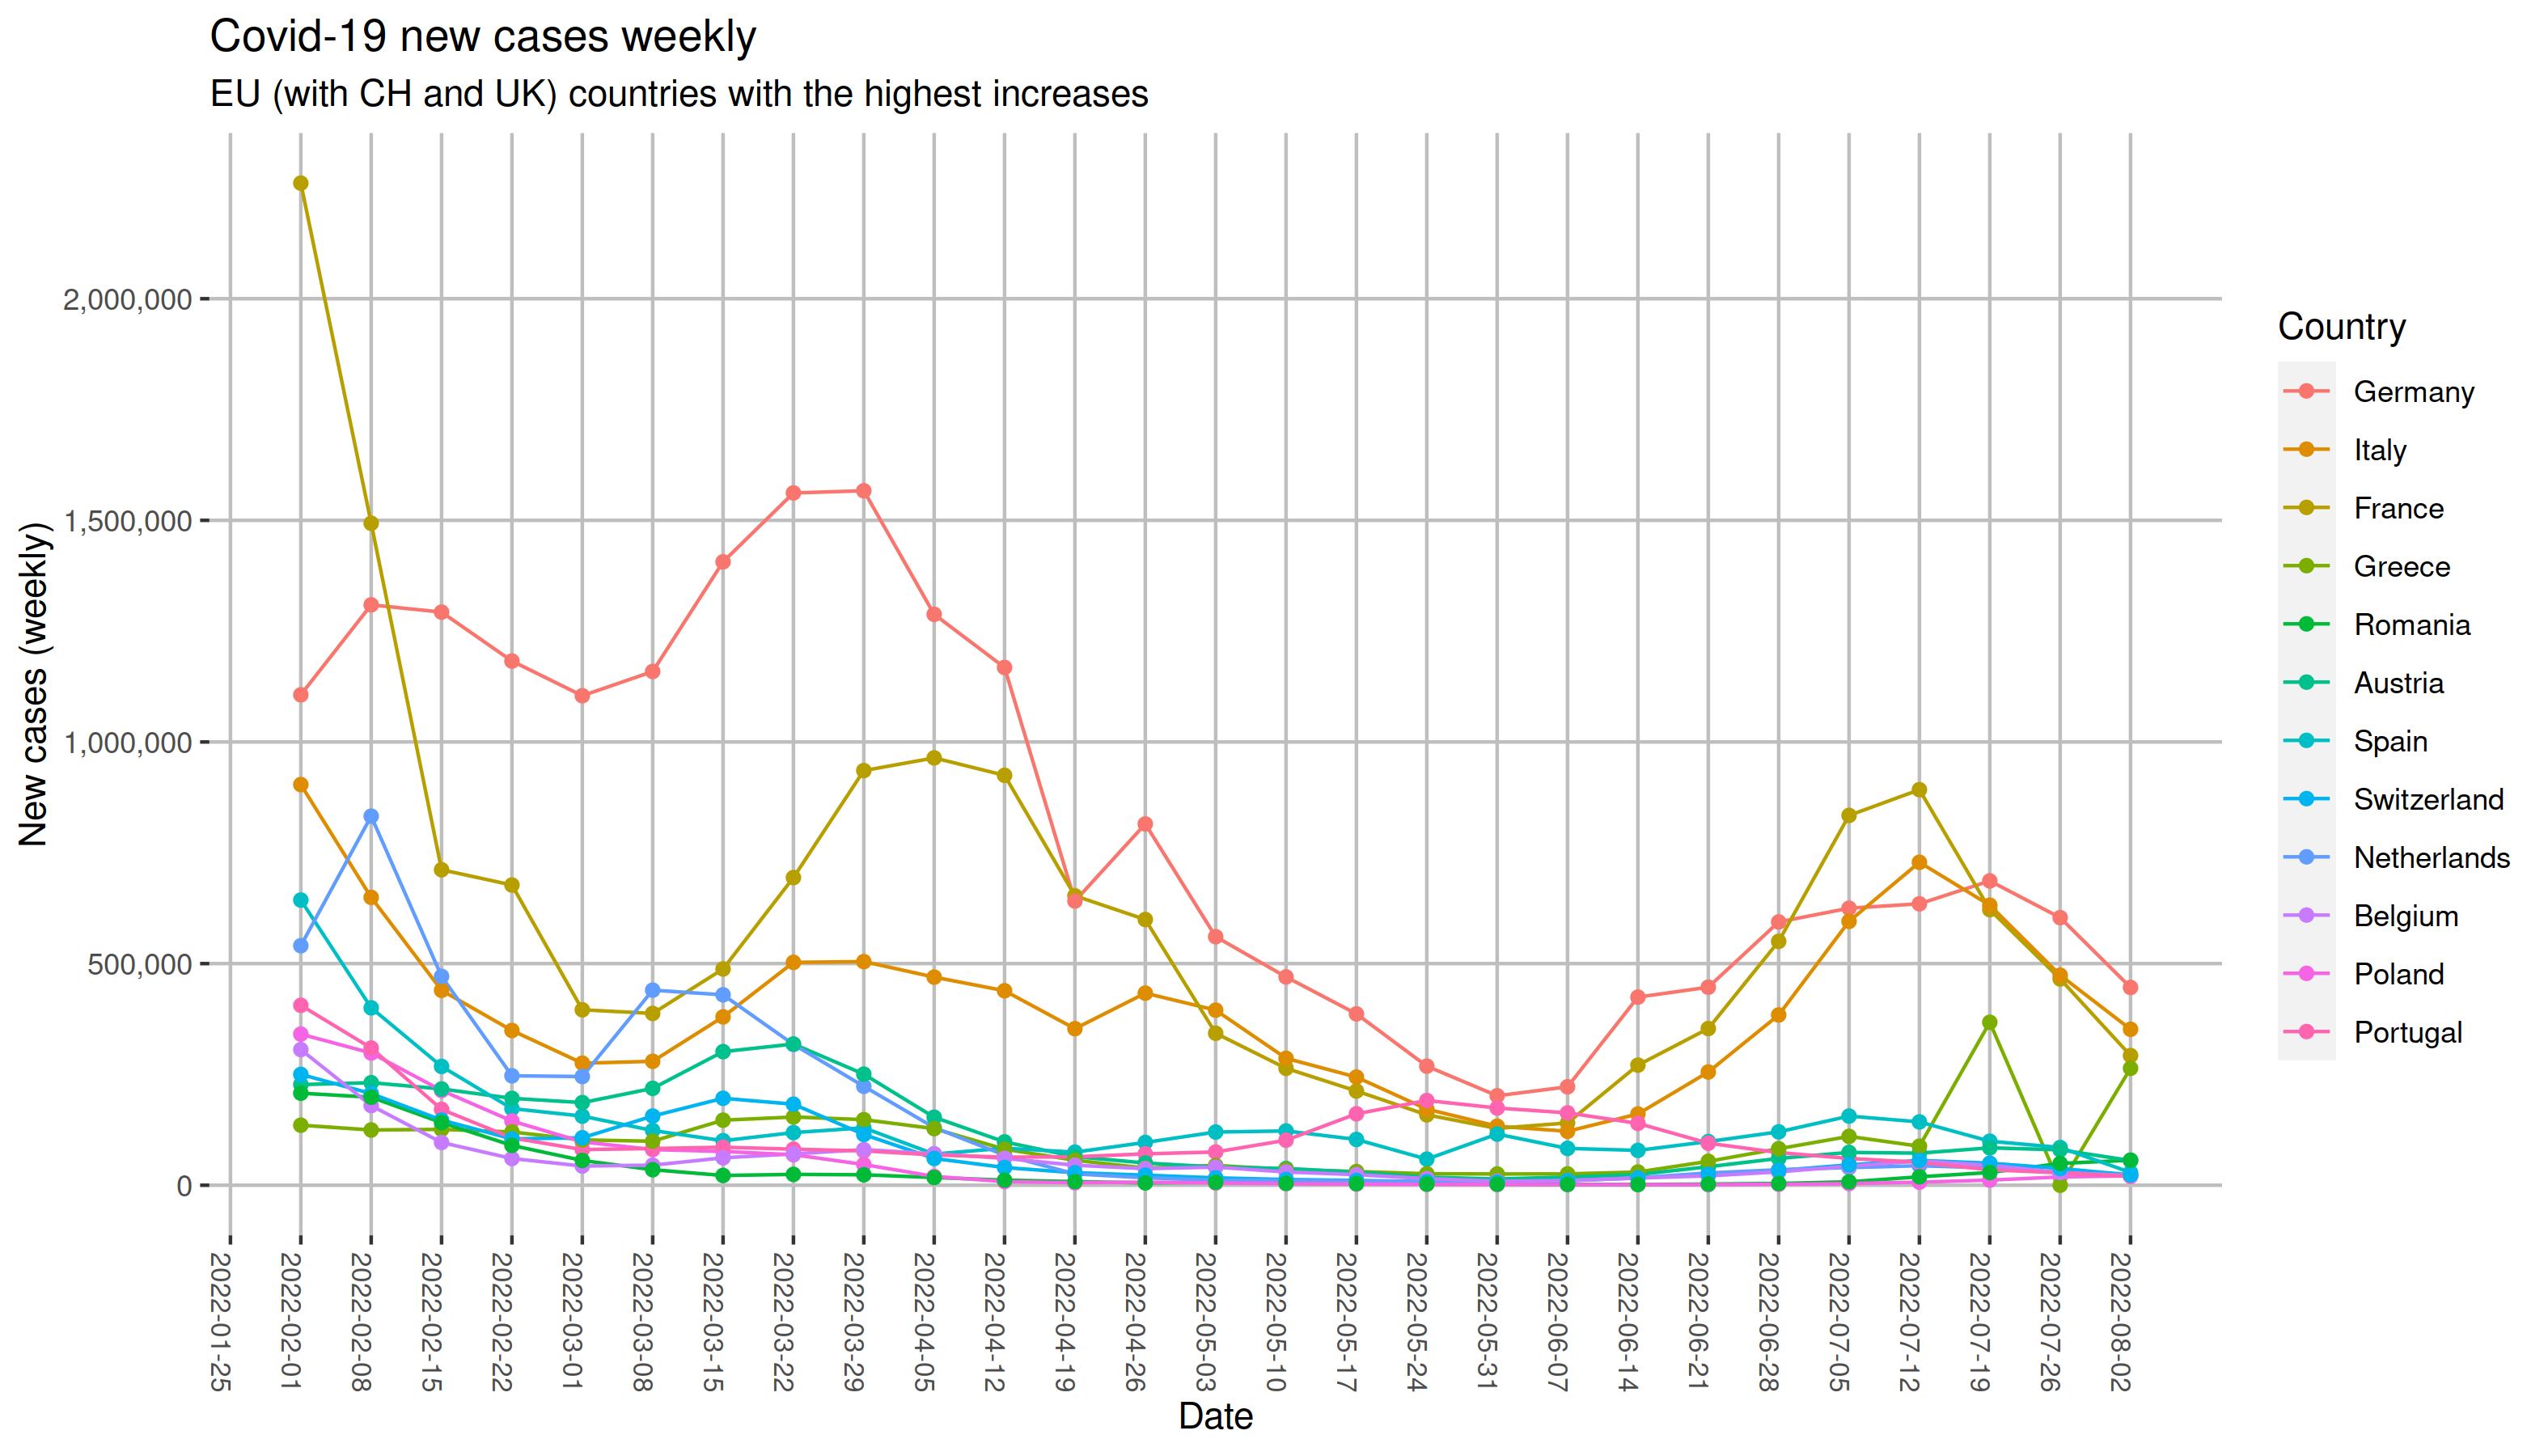 Covid-19 new cases weekly
EU (with CH and UK) countries with the highest increases
New cases (weekly)
2,000,000
1,500,000
1,000,000
500,000
0
2022-01-25
2022-02-01
2022-02-08
2022-02-15
2022-02-22
2022-03-01
2022-03-08
2022-03-15
2022-03-22
2022-03-29
2022-04-05
2022-04-12
2022-04-19
2022-04-26
2022-05-03
2022-05-10
2022-05-17
2022-05-24
2022-05-31
2022-06-07
2022-06-14
2022-06-21
2022-06-28
2022-07-05
2022-07-12
2022-07-19
2022-07-26
2022-08-02
Date
Country
Germany
Italy
France
Greece
Romania
Austria
Spain
Switzerland
Netherlands
Belgium
Poland
Portugal